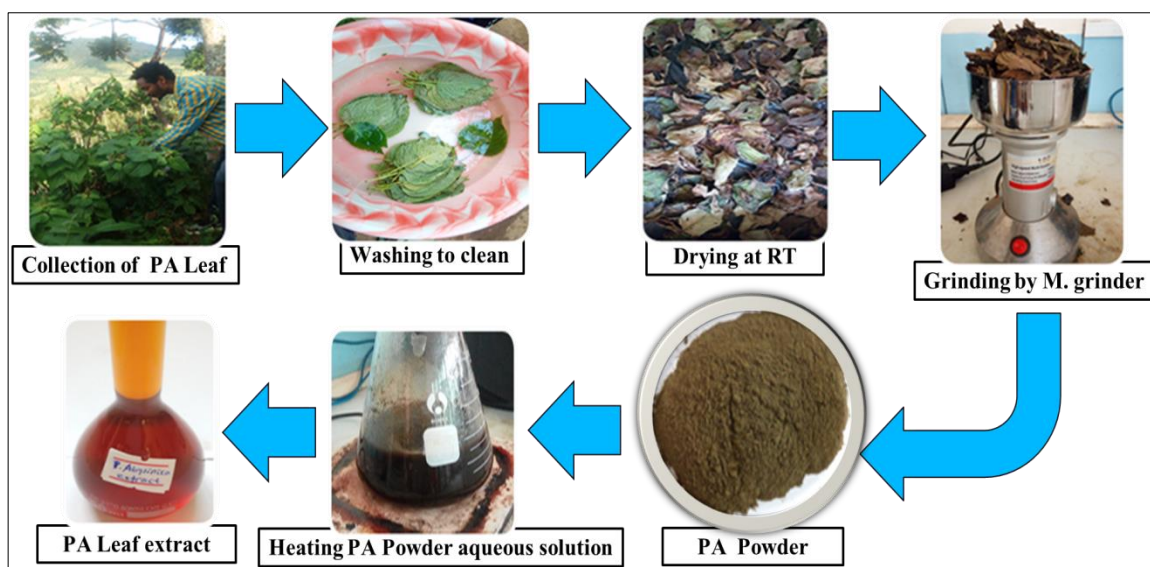 Collection of PA Leaf
Washing to clean
Drying at RT
Grinding by M. grinder
PA Leaf extract
Heating PA Powder aqueous solution
PA Powder
Extract